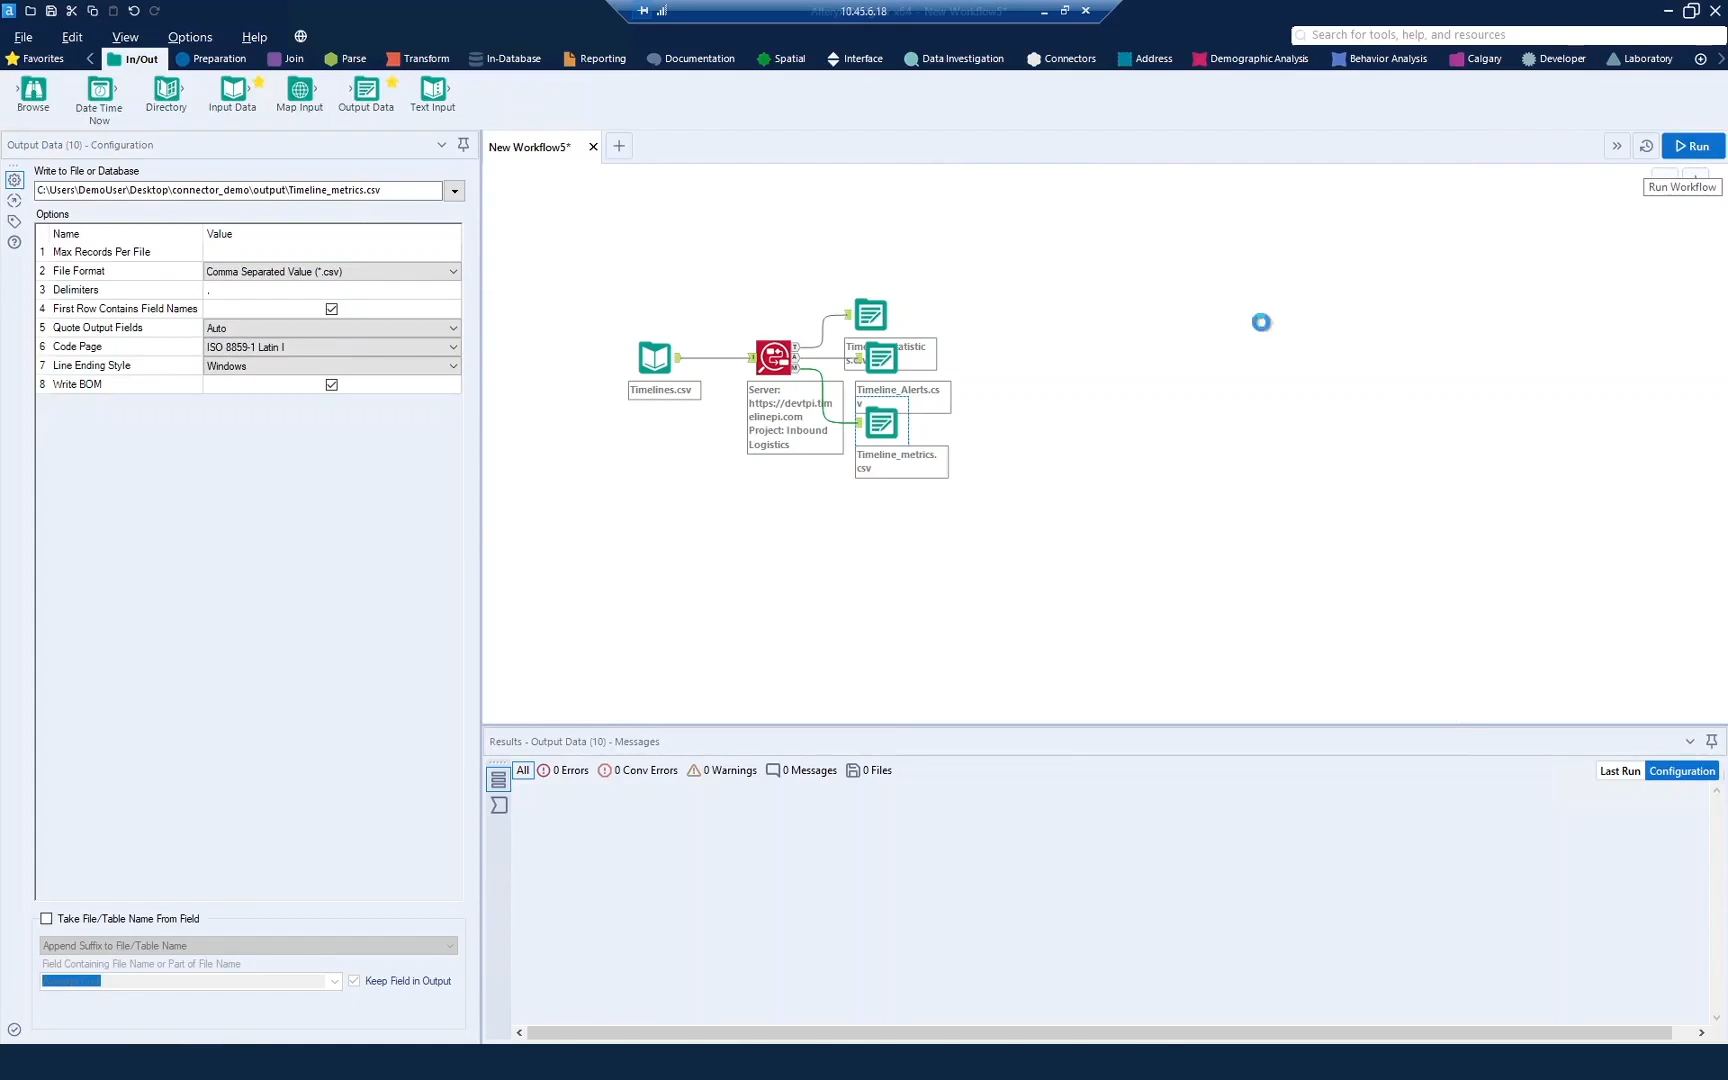 10.45.6.18
File Edit View Options Help
Search for tools, help, and resources
Favorites In/Out Preparation Join Parse Transform In-Database Reporting Documentation Spatial Interface Data Investigation Connectors Address Demographic Analysis Behavior Analysis Calgary Developer Laboratory
Browse Date Time Now Directory Input Data Map Input Output Data Text Input
Output Data (10) - Configuration
New Workflow5*
Run
Run Workflow
Write to File or Database
C:\Users\DemoUser\Desktop\connector_demo\output\Timeline_metrics.csv
Options
Name Value
1 Max Records Per File
2 File Format Comma Separated Value (*.csv)
3 Delimiters ,
4 First Row Contains Field Names
5 Quote Output Fields Auto
6 Code Page ISO 8859-1 Latin I
7 Line Ending Style Windows
8 Write BOM
Timelines.csv
Server:
https://devtpi.tim
elinepi.com
Project: Inbound
Logistics
T
A
M
Timeline_Alerts.cs
v
Timeline_metrics.
csv
Results - Output Data (10) - Messages
All 0 Errors 0 Conv Errors 0 Warnings 0 Messages 0 Files
Last Run Configuration
Take File/Table Name From Field
Append Suffix to File/Table Name
Field Containing File Name or Part of File Name
Keep Field in Output